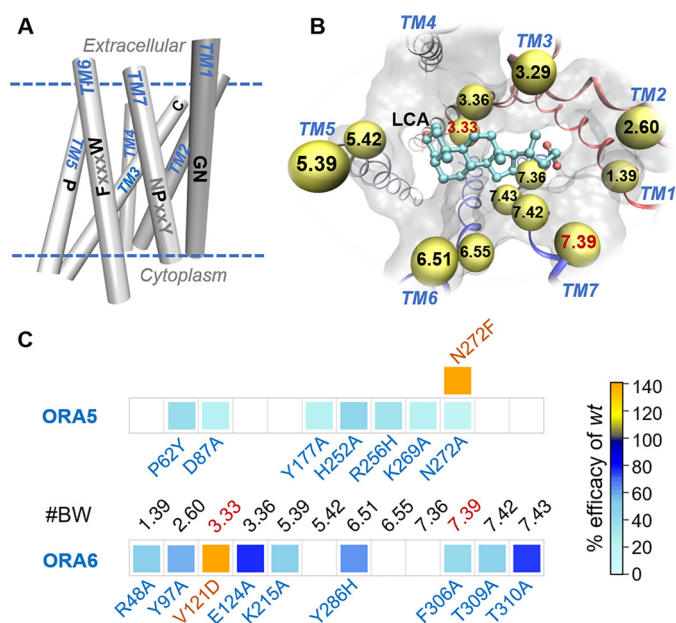 A
Extracellular
TM6
TM7
TM1
TM5
P
FxxxW
TM4
TM3
C
TM2
NPxxY
GN
Cytoplasm
B
TM4
TM3
3.29
TM2
3.36
LCA
3.33
2.60
TM5
5.42
5.39
7.36
1.39
TM1
7.43
7.42
6.51
6.55
7.39
TM6
TM7
C
N272F
ORA5
P62Y
D87A
Y177A
H252A
R256H
K269A
N272A
#BW
1.39
2.60
3.33
3.36
5.39
5.42
6.51
6.55
7.36
7.39
7.42
7.43
ORA6
R48A
Y97A
V121D
E124A
K215A
Y286H
F306A
T309A
T310A
140
120
100
80
60
40
20
0
% efficacy of wt